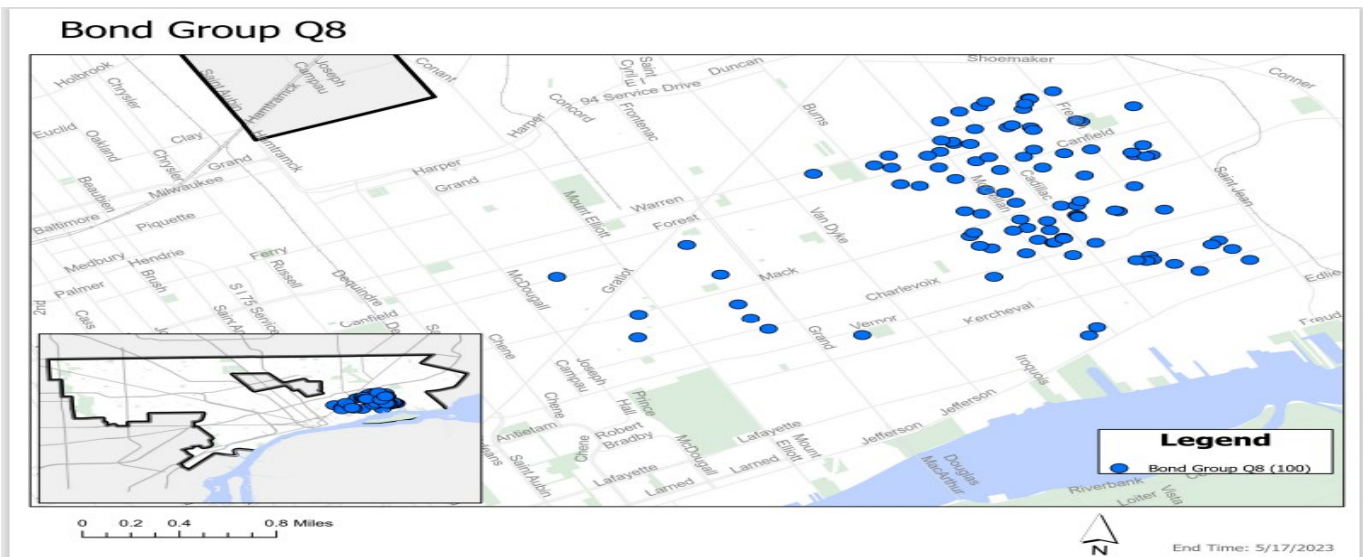 Bond Group Q8
Holbrook
Chrysler
Saint Aubin
Hamtramck
Joseph
Campau
Conant
Saint
Cyril
Concord
Frontenac
94 Service Drive
Duncan
Shoemaker
Conner
Euclid
Oakland
Clay
Chrysler
Hamtramck
Harper
Burns
Canfield
Grand
Beaubien
Milwaukee
Harper
Grand
Cadillac
Saint Jean
Baltimore
Piquette
Mount Elliott
Warren
Forest
Van Dyke
Medbury
Hendrie
Ferry
Russell
Dequindre
McDougall
Gratiot
Mack
Charlevoix
Edlie
Palmer
Brush
S I 75 Service
2nd
Cass
Canfield
Chene
Grand
Vernor
Kercheval
Freud
Joseph
Campau
Iroquois
Chene
Hall
Prince
Jefferson
Antietam
Robert
Bradby
McDougall
Lafayette
Mount
Elliott
Jefferson
Saint Aubin
Chene
Lafayette
Larned
Larned
Douglas
MacArthur
Riverbank
Loiter
Vista
Legend
Bond Group Q8 (100)
0 0.2 0.4 0.8 Miles
N
End Time: 5/17/2023